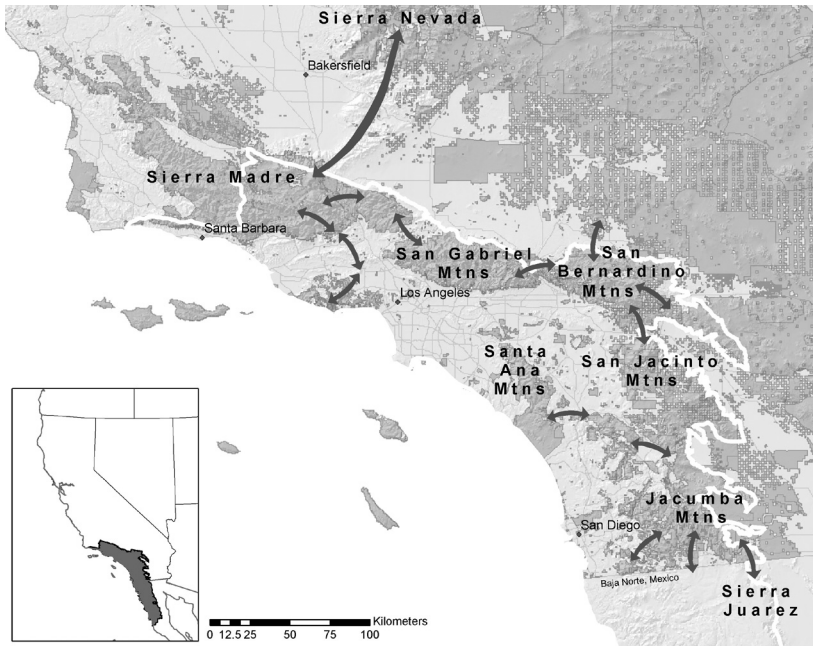 Sierra Nevada
Bakersfield
Sierra Madre
Santa Barbara
San Gabriel
Mtns
San
Bernardino
Mtns
Los Angeles
Santa
Ana
Mtns
San Jacinto
Mtns
Jacumba
Mtns
San Diego
Baja Norte, Mexico
Sierra
Juarez
Kilometers
0 12.5 25 50 75 100